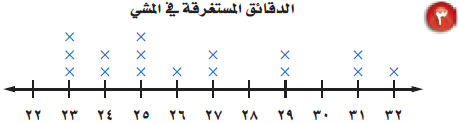 ٣ الدقائق المستغرقة في المشي
× ×
× × × × × ×
× × × × × × × ×
٢٢ ٢٣ ٢٤ ٢٥ ٢٦ ٢٧ ٢٨ ٢٩ ٣٠ ٣١ ٣٢